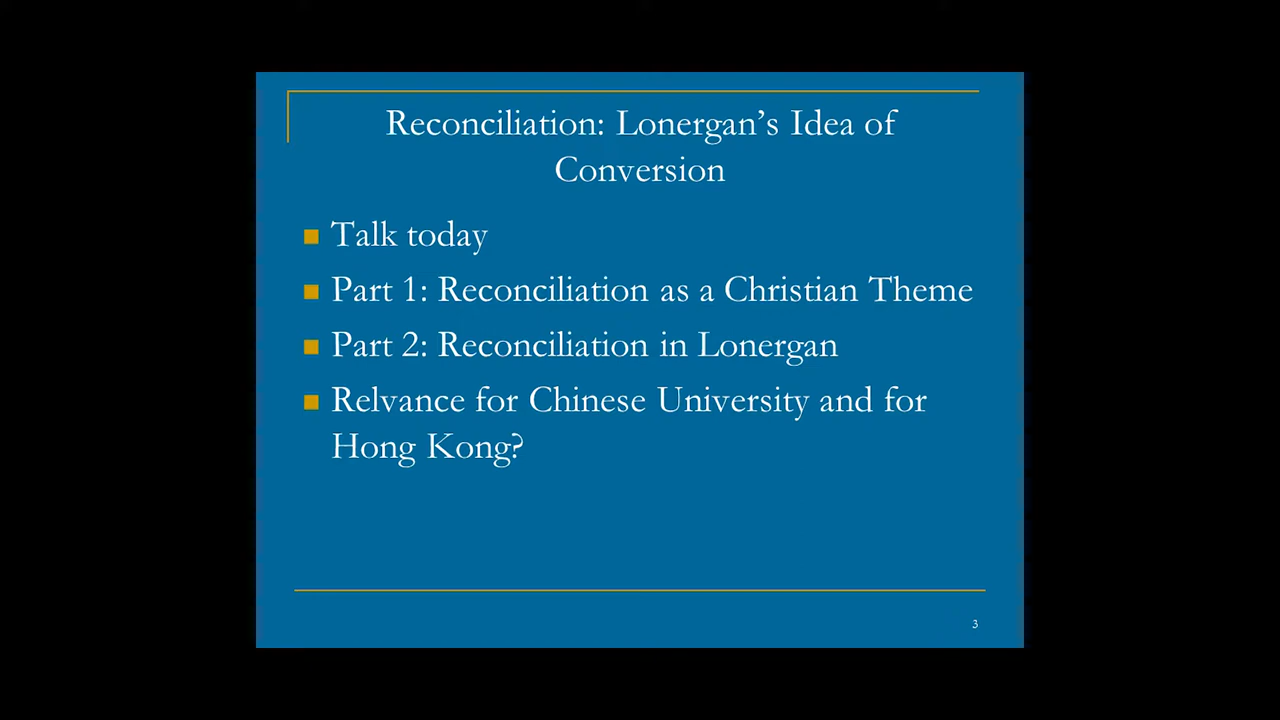 Reconciliation: Lonergan’s Idea of
Conversion
Talk today
Part 1: Reconciliation as a Christian Theme
Part 2: Reconciliation in Lonergan
Relvance for Chinese University and for
Hong Kong?
3